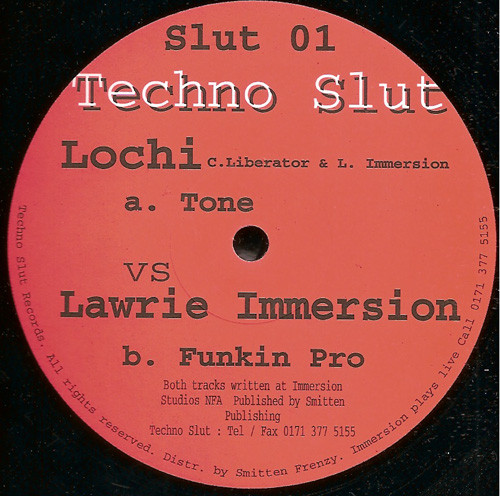 Slut 01
Techno Slut
Lochi C.Liberator & L. Immersion
a. Tone
vs
Lawrie Immersion
b. Funkin Pro
Both tracks written at Immersion
Studios NFA Published by Smitten
Publishing
Techno Slut : Tel / Fax 0171 377 5155
Techno Slut Records. All rights reserved. Distr. by Smitten Frenzy. Immersion plays live Call 0171 377 5155